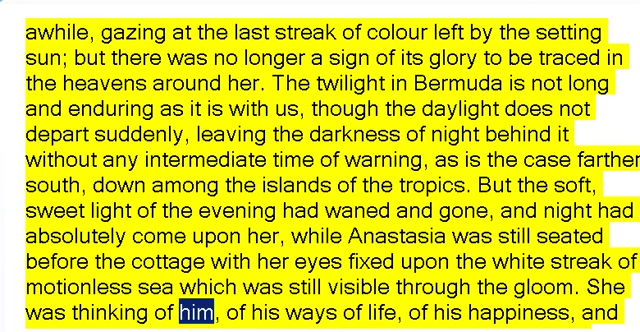 awhile, gazing at the last streak of colour left by the setting
sun; but there was no longer a sign of its glory to be traced in
the heavens around her. The twilight in Bermuda is not long
and enduring as it is with us, though the daylight does not
depart suddenly, leaving the darkness of night behind it
without any intermediate time of warning, as is the case farther
south, down among the islands of the tropics. But the soft,
sweet light of the evening had waned and gone, and night had
absolutely come upon her, while Anastasia was still seated
before the cottage with her eyes fixed upon the white streak of
motionless sea which was still visible through the gloom. She
was thinking of him, of his ways of life, of his happiness, and